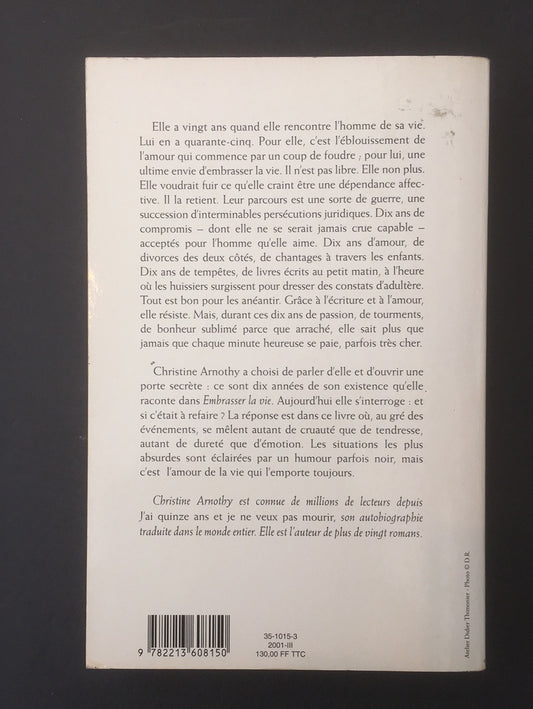 Elle a vingt ans quand elle rencontre l'homme de sa vie.
Lui en a quarante-cinq. Pour elle, c'est l'éblouissement de
l'amour qui commence par un coup de foudre ; pour lui, une
ultime envie d'embrasser la vie. Il n'est pas libre. Elle non plus.
Elle voudrait fuir ce qu'elle craint être une dépendance affec-
tive. Il la retient. Leur parcours est une sorte de guerre, une
succession d'interminables persécutions juridiques. Dix ans de
compromis – dont elle ne se serait jamais crue capable –
acceptés pour l'homme qu'elle aime. Dix ans d'amour, de
divorces des deux côtés, de chantages à travers les enfants.
Dix ans de tempêtes, de livres écrits au petit matin, à l'heure
où les huissiers surgissent pour dresser des constats d'adultère.
Tout est bon pour les anéantir. Grâce à l'écriture et à l'amour,
elle résiste. Mais, durant ces dix ans de passion, de tourments,
de bonheur sublimé parce que arraché, elle sait plus que
jamais que chaque minute heureuse se paie, parfois très cher.
Christine Arnothy a choisi de parler d'elle et d'ouvrir une
porte secrète : ce sont dix années de son existence qu'elle
raconte dans Embrasser la vie. Aujourd'hui elle s'interroge : et
si c'était à refaire ? La réponse est dans ce livre où, au gré des
événements, se mêlent autant de cruauté que de tendresse,
autant de dureté que d'émotion. Les situations les plus
absurdes sont éclairées par un humour parfois noir, mais
c'est l'amour de la vie qui l'emporte toujours.
Christine Arnothy est connue de millions de lecteurs depuis
J'ai quinze ans et je ne veux pas mourir, son autobiographie
traduite dans le monde entier. Elle est l'auteur de plus de vingt romans.
Atelier Didier Thimonier - Photo © D.R.
35-1015-3
2001-III
130,00 FF TTC
9 782213 608150